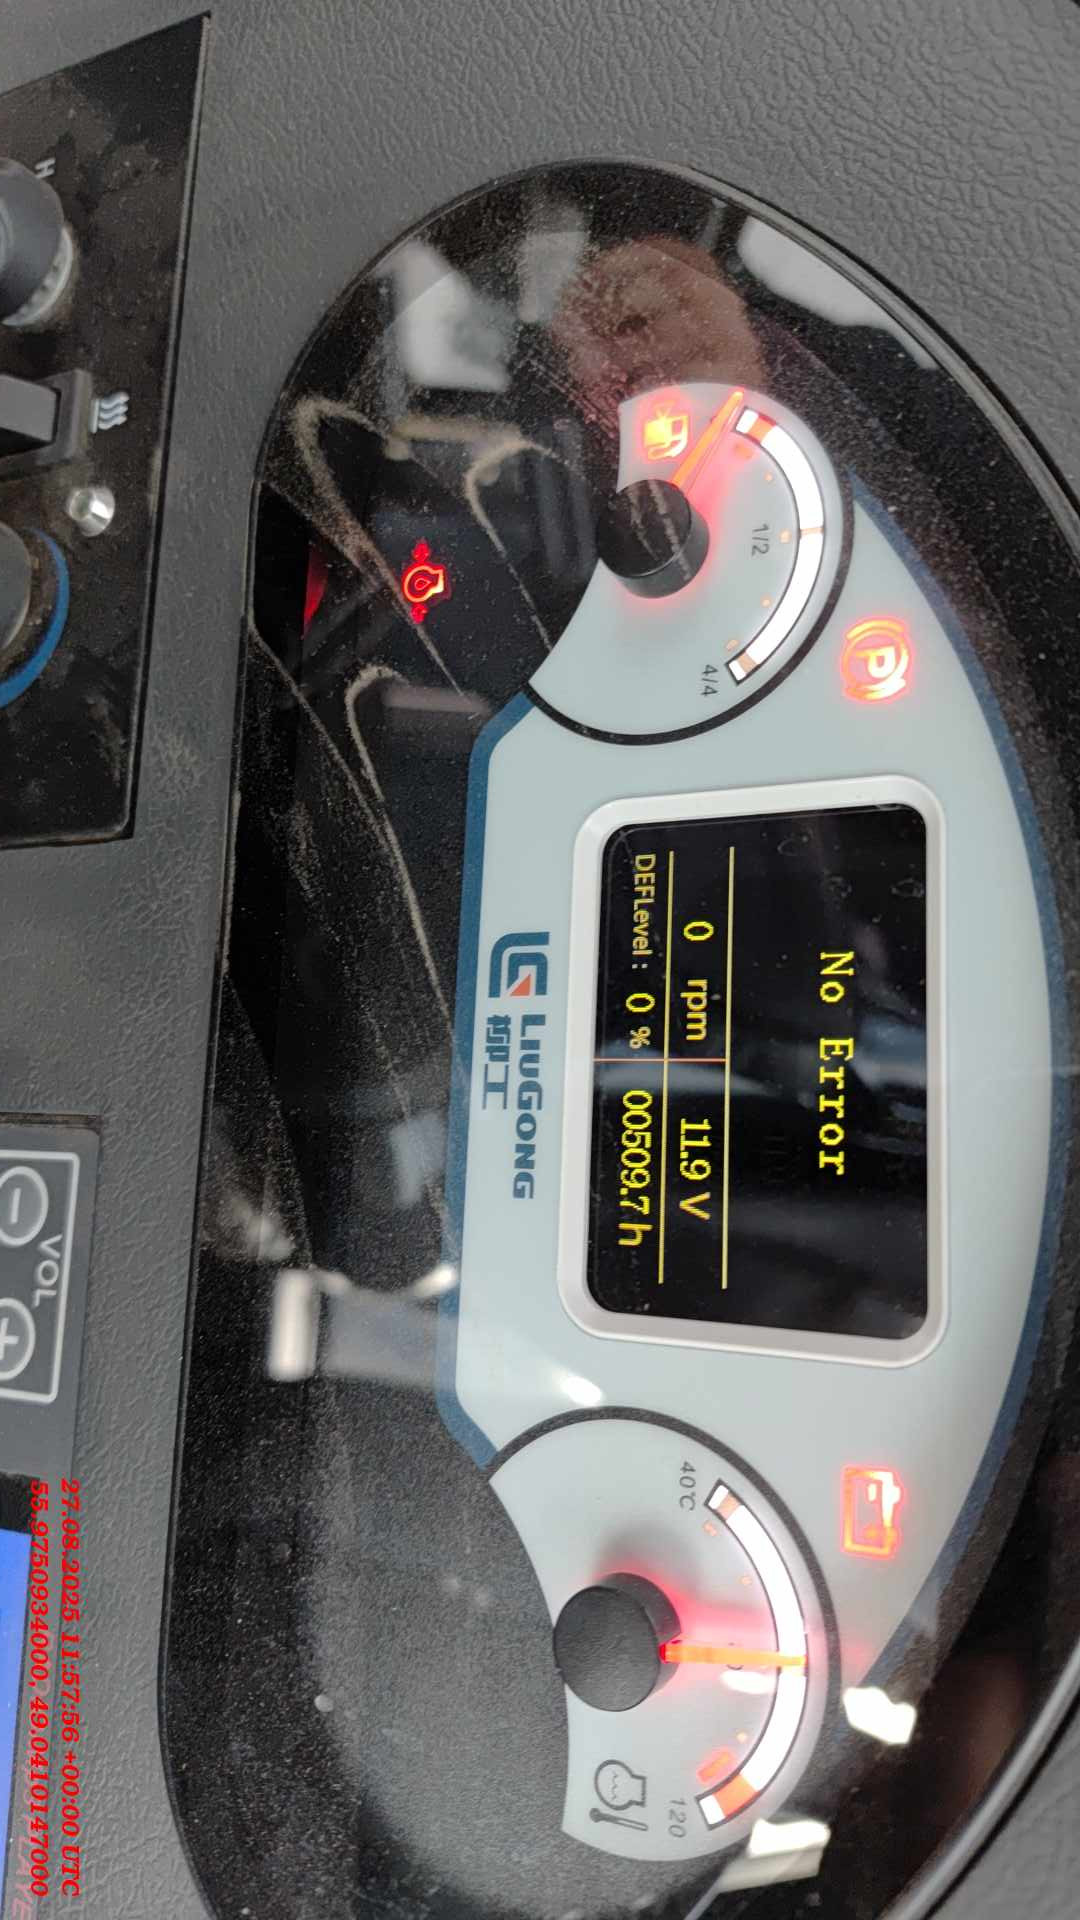 H
1/2
4/4
P
No Error
0 rpm 11.9 V
DEFLevel: 0 % 00509.7 h
LIUGONG
柳工
40℃
120
VOL
27.08.2025 11:57:56 +00:00 UTC
55.9750934000, 49.0410147000